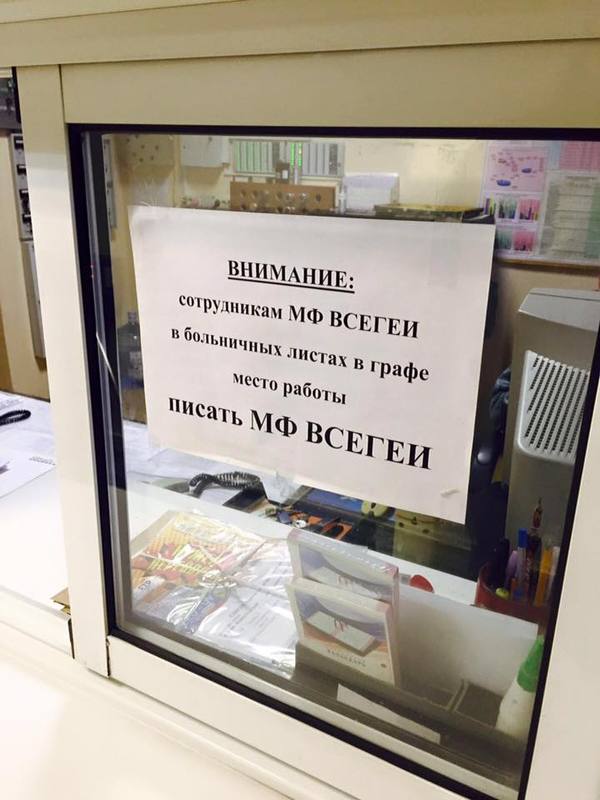 ВНИМАНИЕ:
сотрудникам МФ ВСЕГЕИ
в больничных листах в графе
место работы
писать МФ ВСЕГЕИ